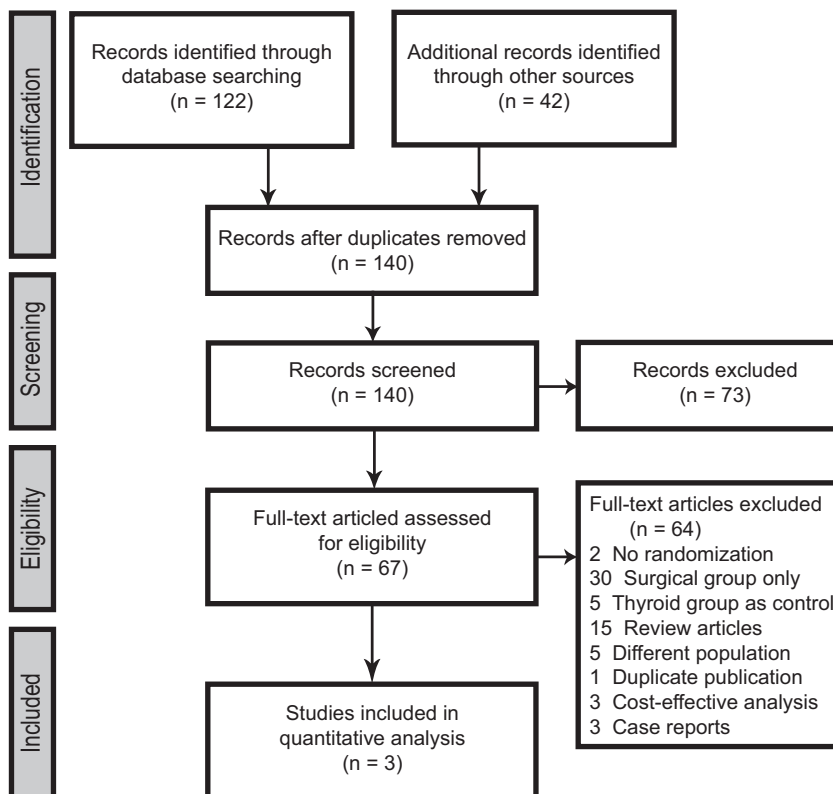 Identification
Records identified through
database searching
(n = 122)
Additional records identified
through other sources
(n = 42)
Records after duplicates removed
(n = 140)
Screening
Records screened
(n = 140)
Records excluded
(n = 73)
Eligibility
Full-text articled assessed
for eligibility
(n = 67)
Full-text articles excluded
(n = 64)
2 No randomization
30 Surgical group only
5 Thyroid group as control
15 Review articles
5 Different population
1 Duplicate publication
3 Cost-effective analysis
3 Case reports
Included
Studies included in
quantitative analysis
(n = 3)